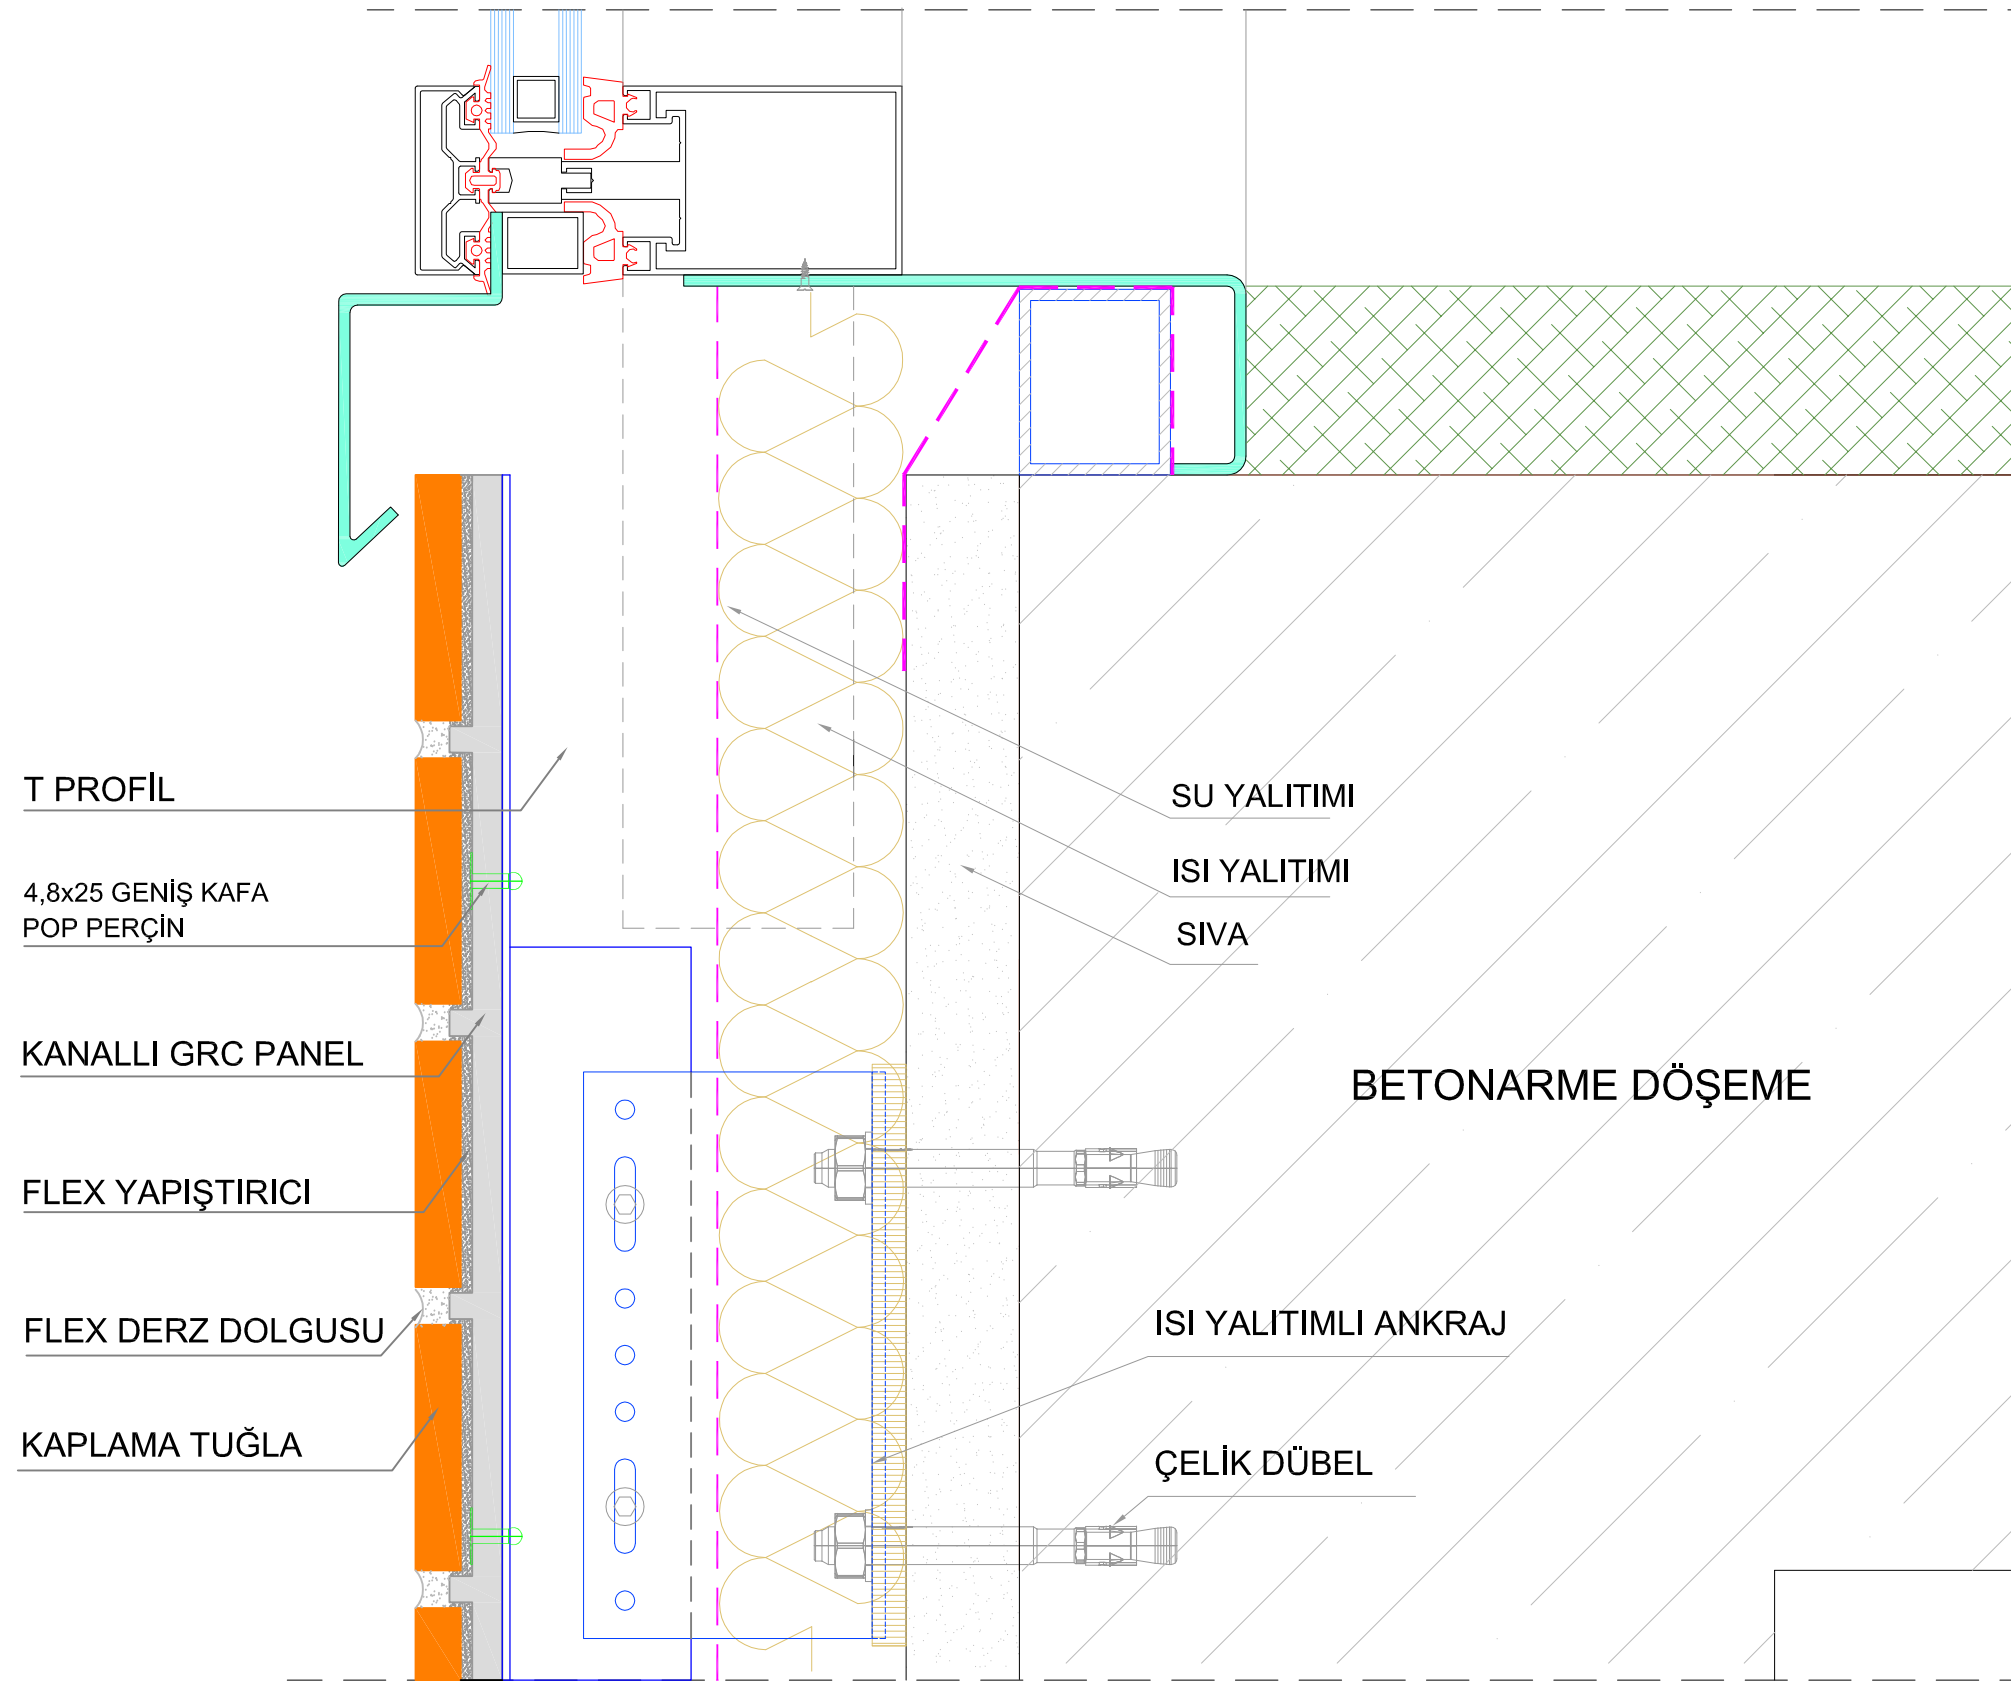 T PROFİL
4,8x25 GENİŞ KAFA
POP PERÇİN
KANALLI GRC PANEL
FLEX YAPIŞTIRICI
FLEX DERZ DOLGUSU
KAPLAMA TUĞLA
SU YALITIMI
ISI YALITIMI
SIVA
BETONARME DÖŞEME
ISI YALITIMLI ANKRAJ
ÇELİK DÜBEL